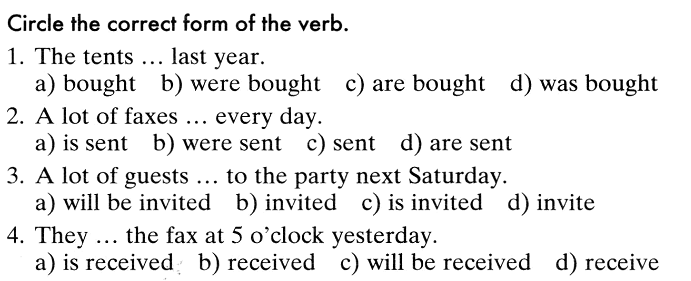 Circle the correct form of the verb.
1. The tents … last year.
a) bought b) were bought c) are bought d) was bought
2. A lot of faxes … every day.
a) is sent b) were sent c) sent d) are sent
3. A lot of guests … to the party next Saturday.
a) will be invited b) invited c) is invited d) invite
4. They … the fax at 5 o'clock yesterday.
a) is received b) received c) will be received d) receive